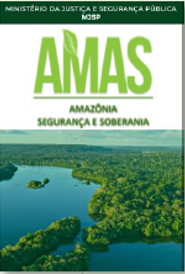 MINISTÉRIO DA JUSTIÇA E SEGURANÇA PÚBLICA
MJSP
AMAS
AMAZÔNIA
SEGURANÇA E SOBERANIA